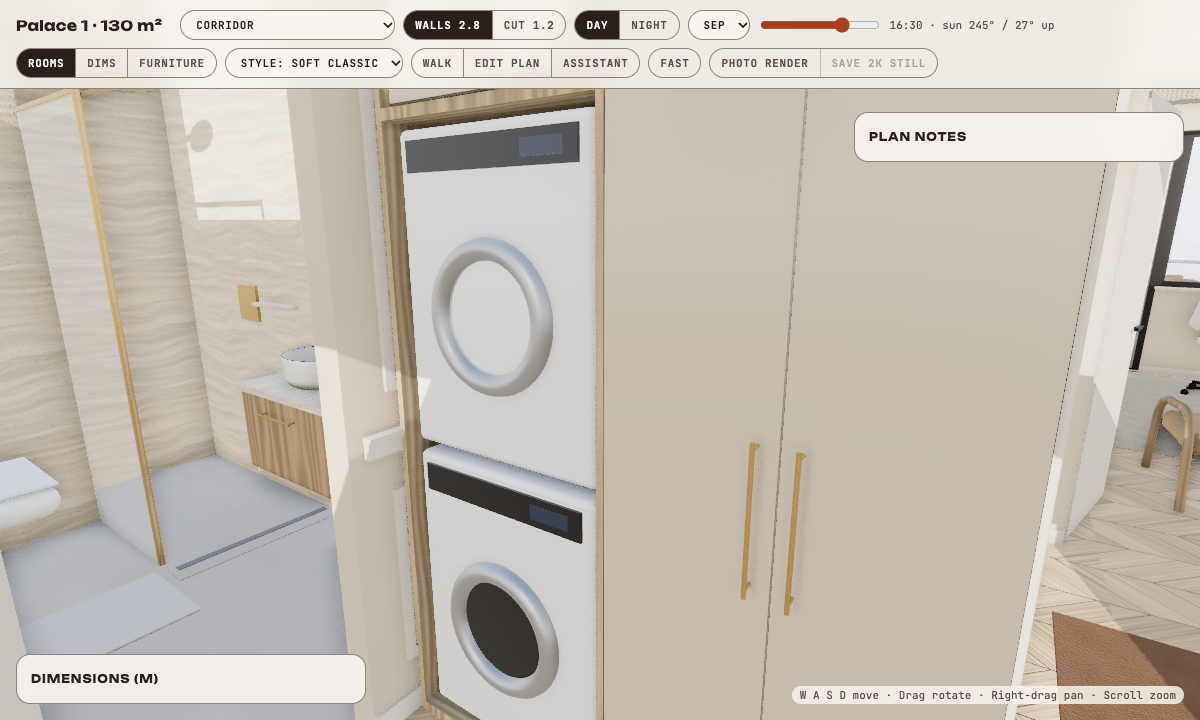 Palace 1 · 130 m²
CORRIDOR
WALLS 2.8
CUT 1.2
DAY
NIGHT
SEP
16:30 · sun 245° / 27° up
ROOMS
DIMS
FURNITURE
STYLE: SOFT CLASSIC
WALK
EDIT PLAN
ASSISTANT
FAST
PHOTO RENDER
SAVE 2K STILL
PLAN NOTES
DIMENSIONS (M)
W A S D move · Drag rotate · Right-drag pan · Scroll zoom